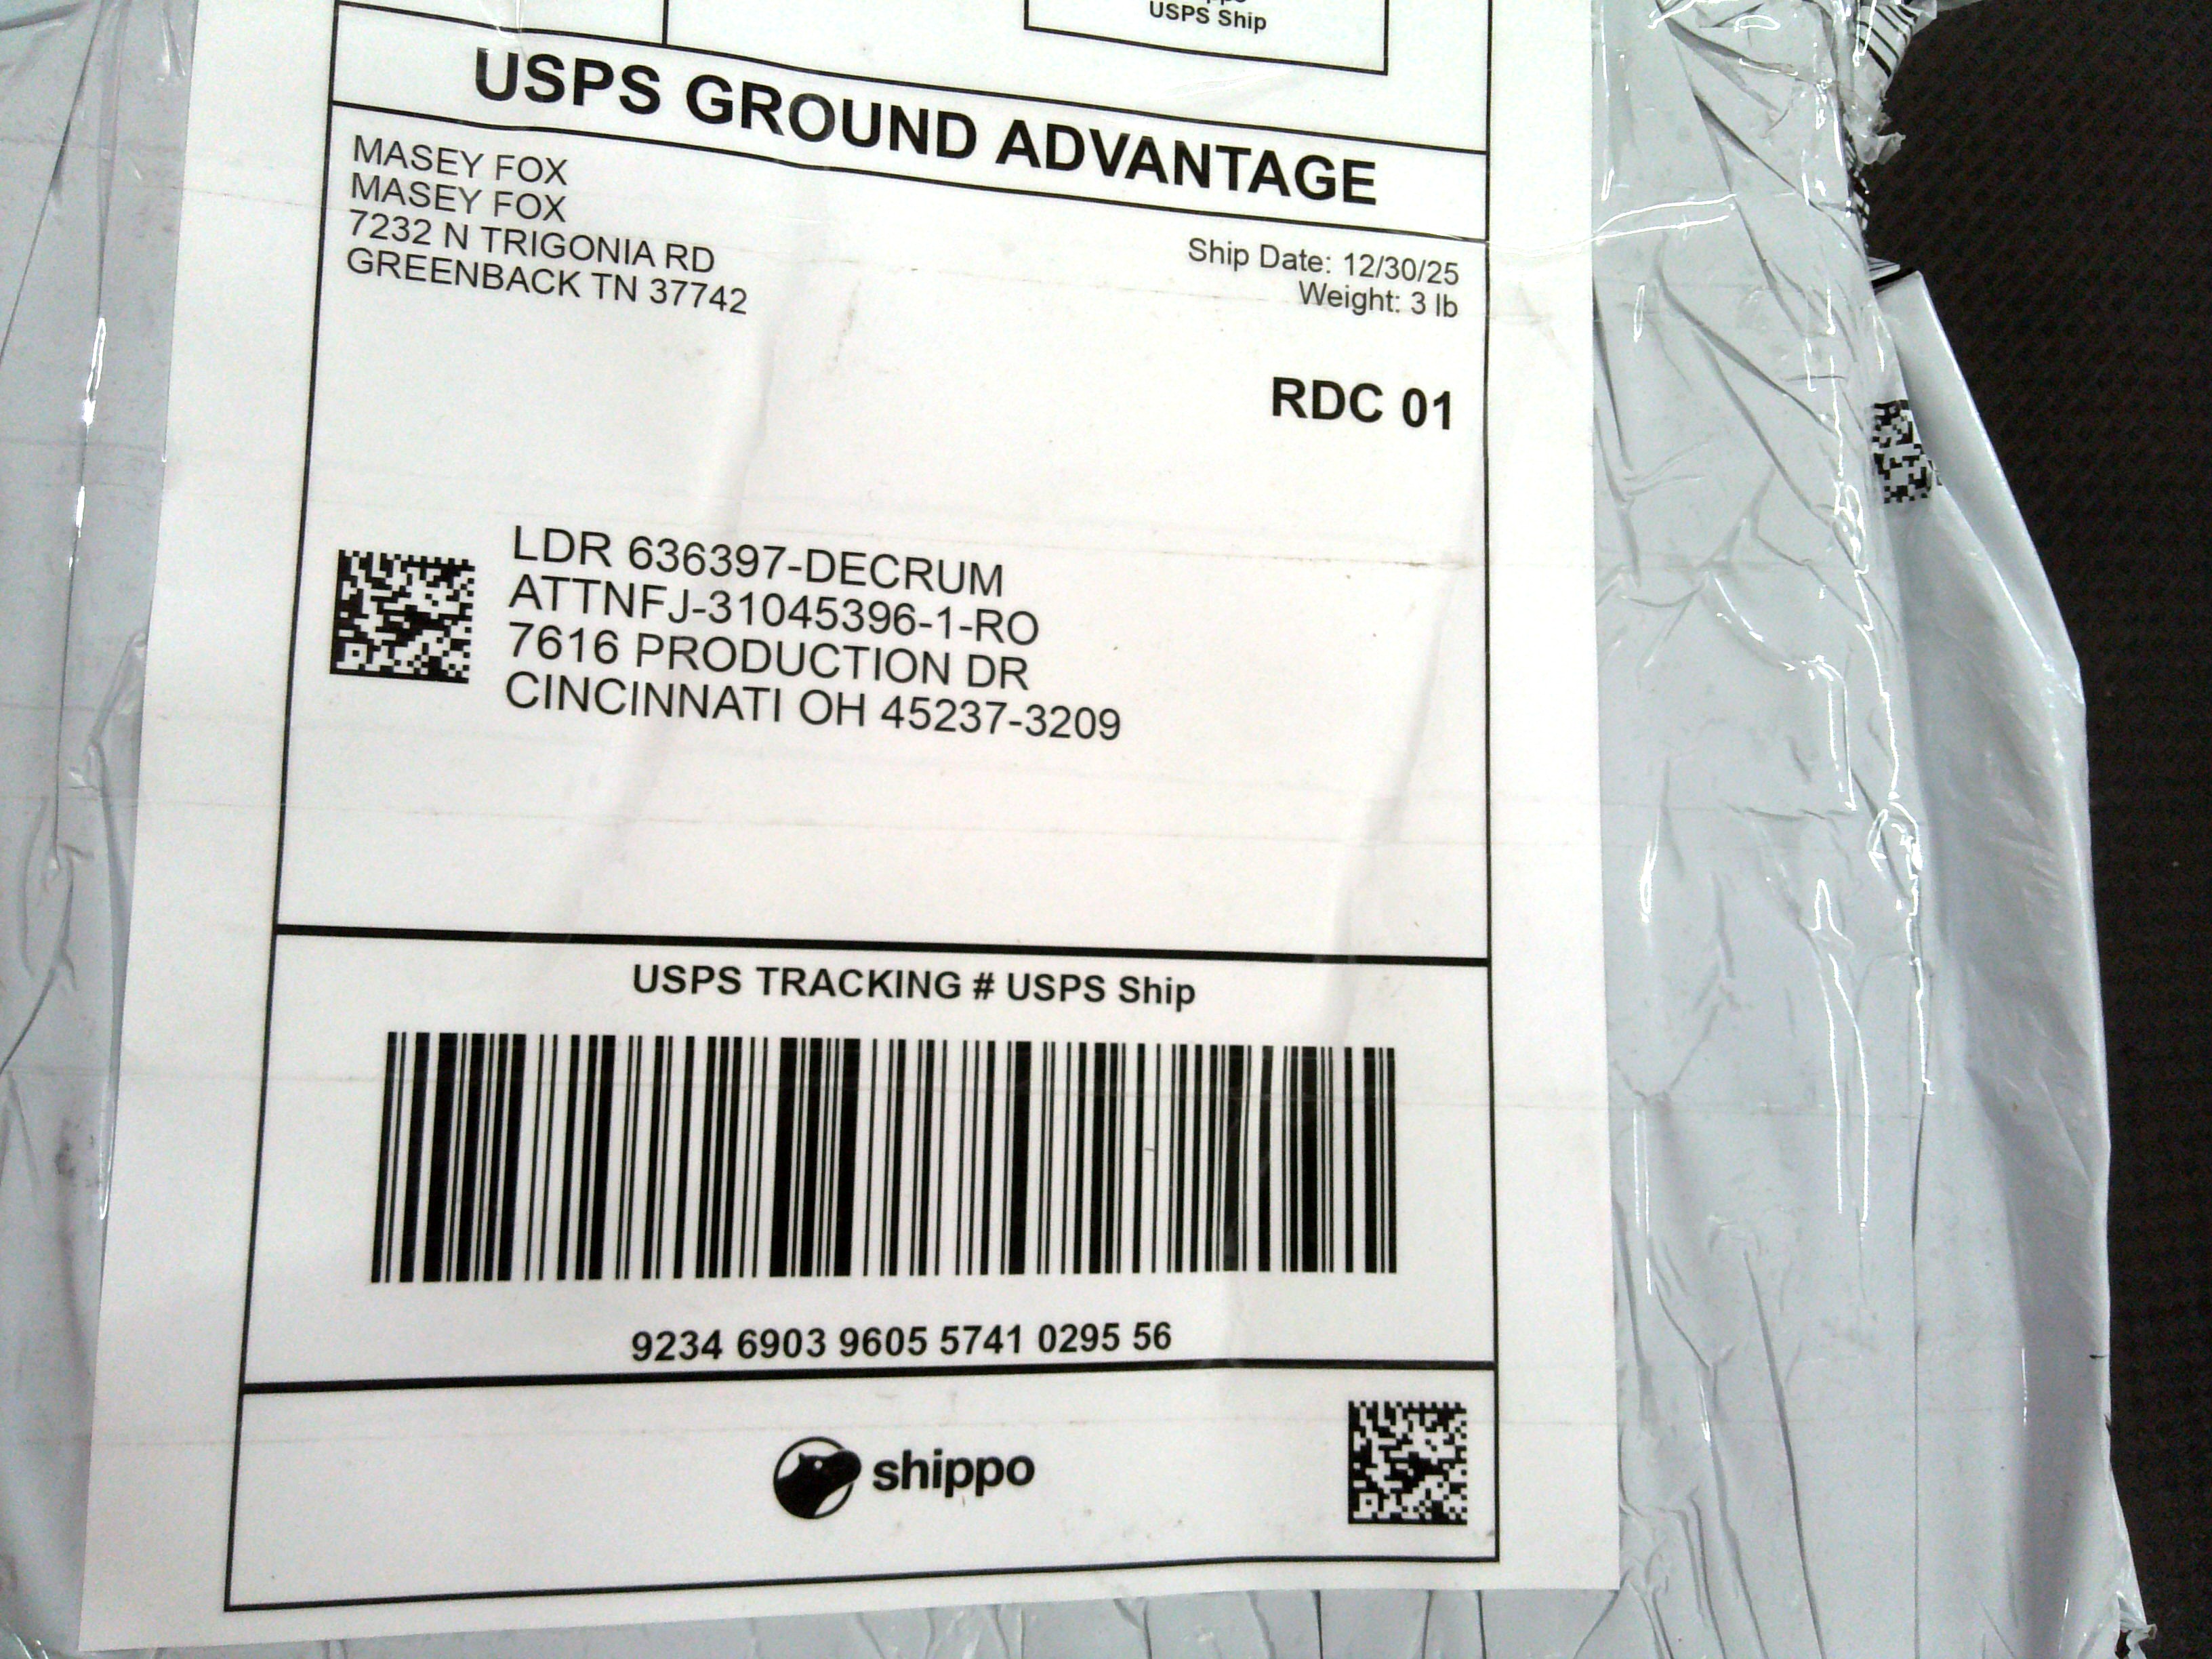 USPS Ship
USPS GROUND ADVANTAGE
MASEY FOX
MASEY FOX
7232 N TRIGONIA RD
GREENBACK TN 37742
Ship Date: 12/30/25
Weight: 3 lb
RDC 01
LDR 636397-DECRUM
ATTNFJ-31045396-1-RO
7616 PRODUCTION DR
CINCINNATI OH 45237-3209
USPS TRACKING # USPS Ship
9234 6903 9605 5741 0295 56
shippo